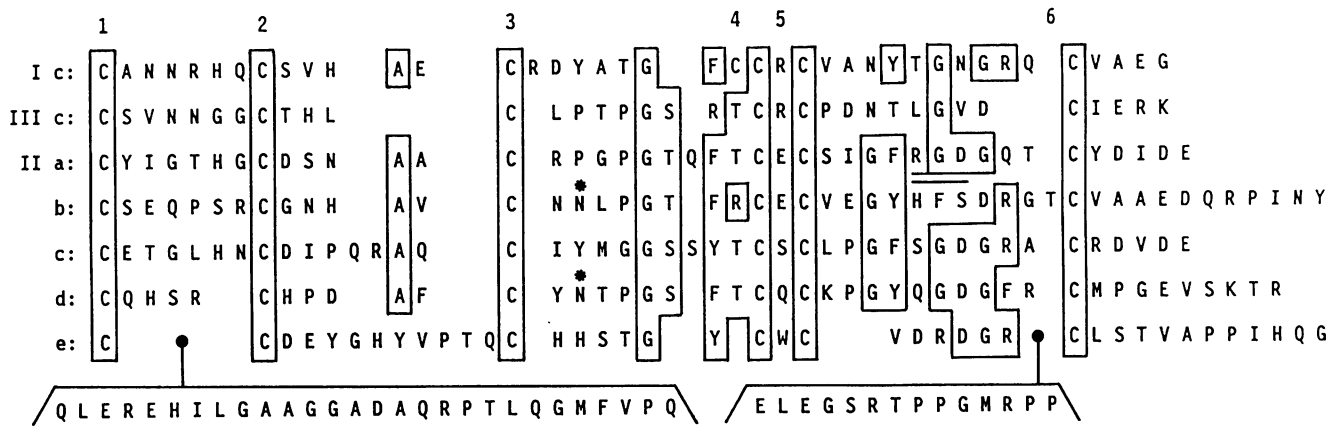 1 2 3 4 5 6
I c: C A N N R H Q C S V H A E C R D Y A T G F C C R C V A N Y T G N G R Q C V A E G
III c: C S V N N G G C T H L C L P T P G S R T C R C P D N T L G V D C I E R K
II a: C Y I G T H G C D S N A A C R P G P G T Q F T C E C S I G F R G D G Q T C Y D I D E
b: C S E Q P S R C G N H A V C N N L P G T F R C E C V E G Y H F S D R G T C V A A E D Q R P I N Y
c: C E T G L H N C D I P Q R A Q C I Y M G G S S Y T C S C L P G F S G D G R A C R D V D E
d: C Q H S R C H P D A F C Y N T P G S F T C Q C K P G Y Q G D G F R C M P G E V S K T R
e: C C D E Y G H Y V P T Q C H H S T G Y C W C V D R D G R C L S T V A P P I H Q G
Q L E R E H I L G A A G G A D A Q R P T L Q G M F V P Q E L E G S R T P P G M R P P